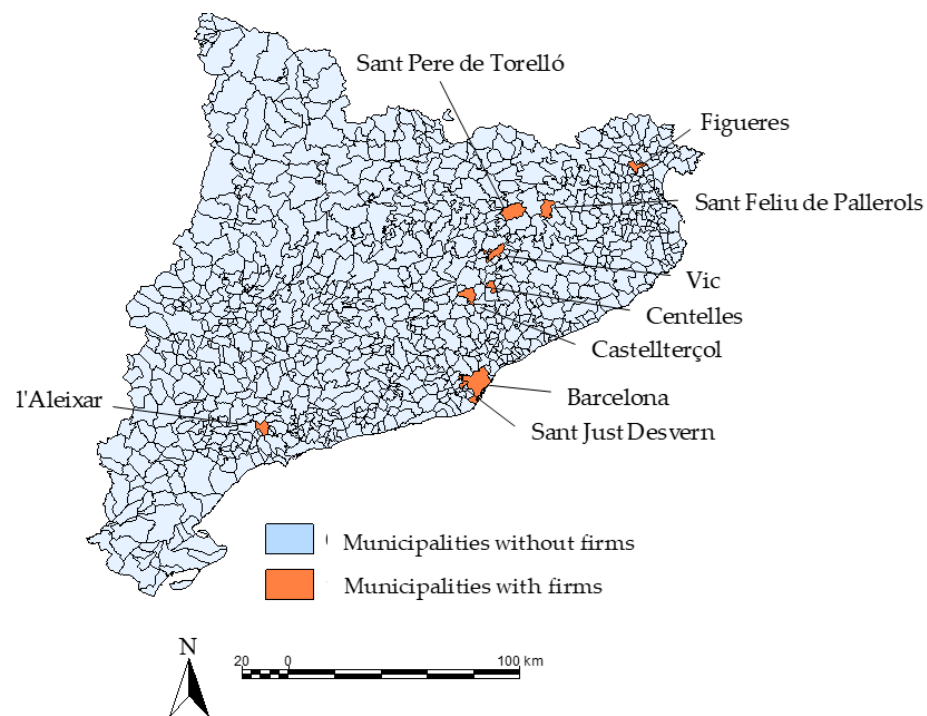 Sant Pere de Torelló
Figueres
Sant Feliu de Pallerols
Vic
Centelles
Castellterçol
l'Aleixar
Barcelona
Sant Just Desvern
Municipalities without firms
Municipalities with firms
N
20 0 100 km